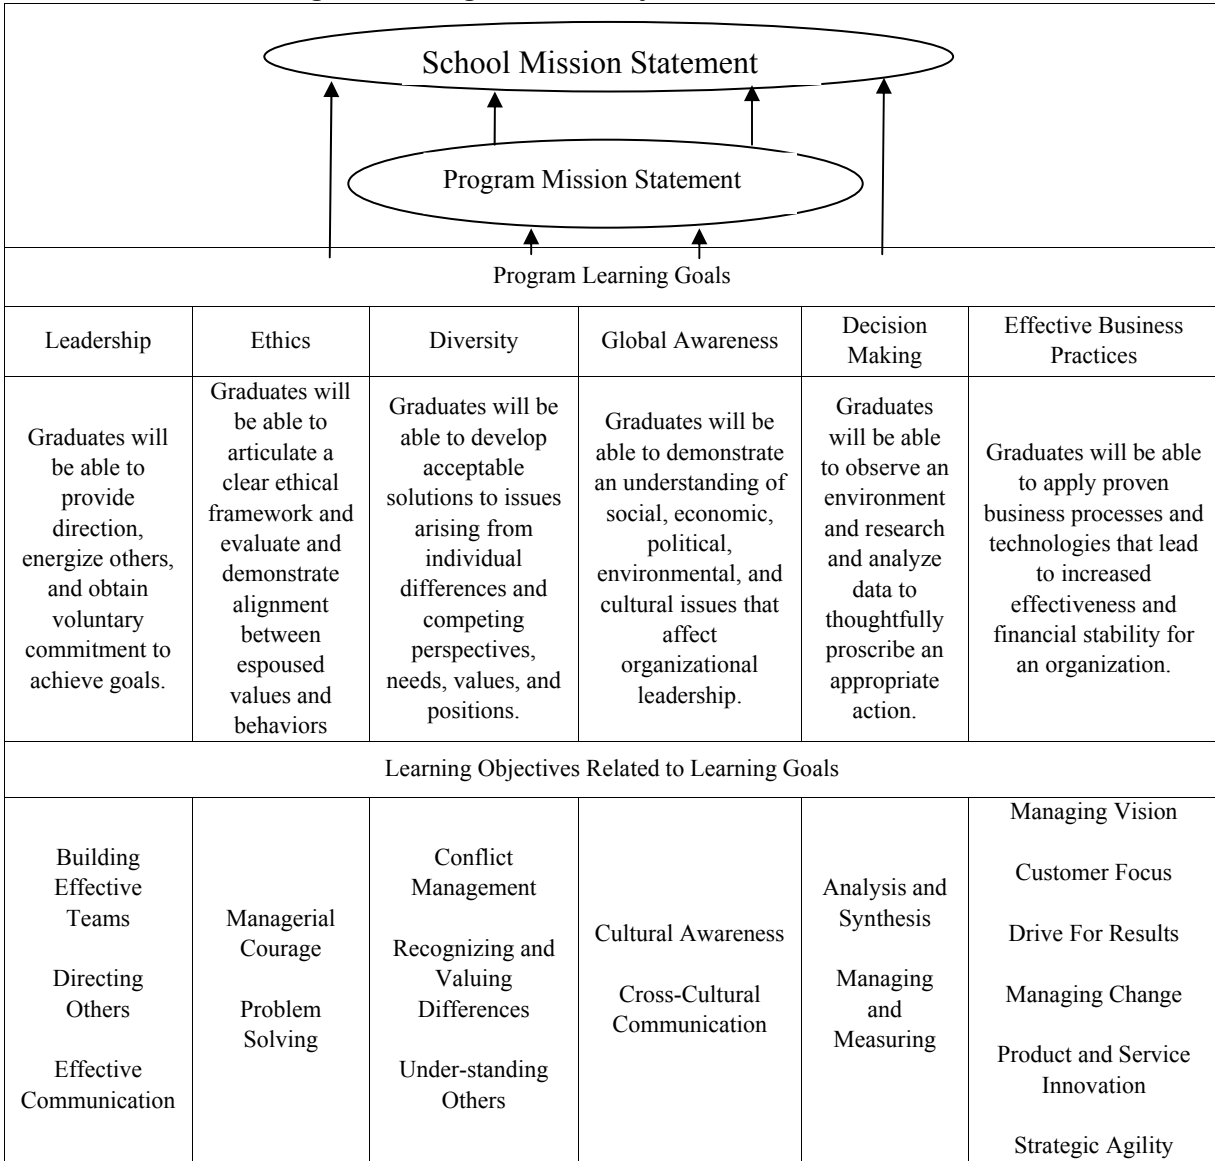 School Mission Statement
Program Mission Statement
Program Learning Goals
Leadership
Ethics
Diversity
Global Awareness
Decision
Making
Effective Business
Practices
Graduates will
be able to
provide
direction,
energize others,
and obtain
voluntary
commitment to
achieve goals.
Graduates will
be able to
articulate a
clear ethical
framework and
evaluate and
demonstrate
alignment
between
espoused
values and
behaviors
Graduates will be
able to develop
acceptable
solutions to issues
arising from
individual
differences and
competing
perspectives,
needs, values, and
positions.
Graduates will be
able to demonstrate
an understanding of
social, economic,
political,
environmental, and
cultural issues that
affect
organizational
leadership.
Graduates
will be able
to observe an
environment
and research
and analyze
data to
thoughtfully
proscribe an
appropriate
action.
Graduates will be able
to apply proven
business processes and
technologies that lead
to increased
effectiveness and
financial stability for
an organization.
Learning Objectives Related to Learning Goals
Building
Effective
Teams
Directing
Others
Effective
Communication
Managerial
Courage
Problem
Solving
Conflict
Management
Recognizing and
Valuing
Differences
Under-standing
Others
Cultural Awareness
Cross-Cultural
Communication
Analysis and
Synthesis
Managing
and
Measuring
Managing Vision
Customer Focus
Drive For Results
Managing Change
Product and Service
Innovation
Strategic Agility